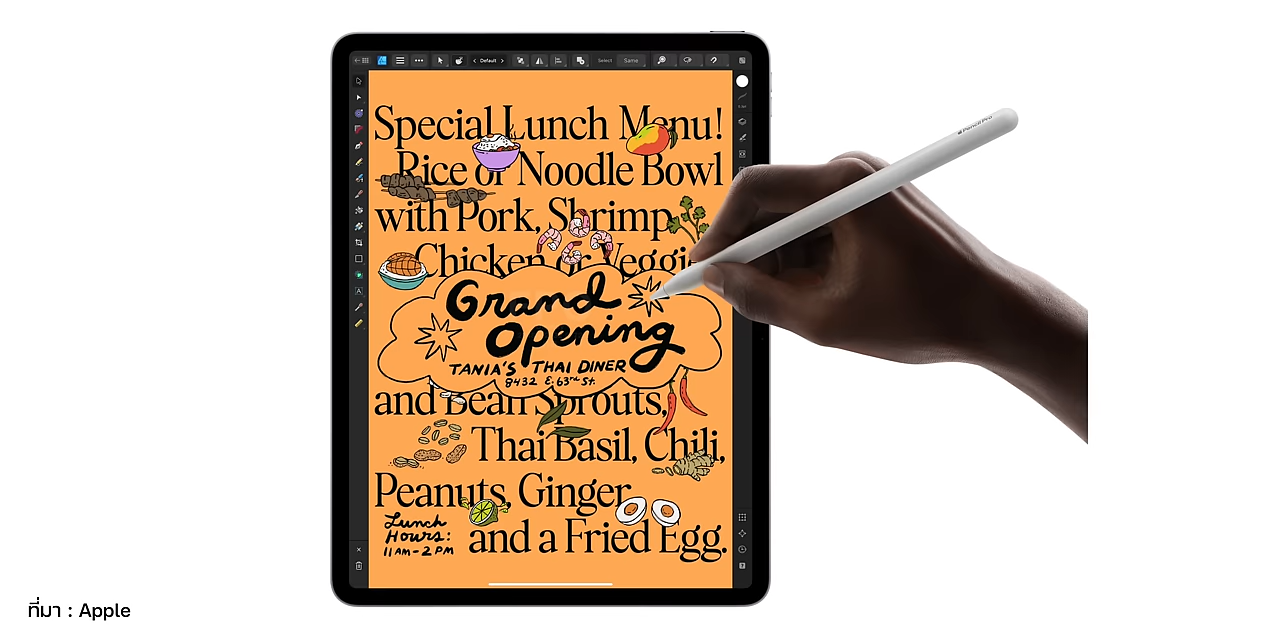 Default
Select
Same
Special Lunch Menu!
Rice or Noodle Bowl
with Pork, Shrimp,
Chicken or Veggie
Grand
Opening
TANIA'S THAI DINER
8432 E. 63rd St.
and Bean Sprouts,
Thai Basil, Chili,
Peanuts, Ginger
Lunch
Hours:
11AM-2PM
and a Fried Egg.
Pencil Pro
ที่มา : Apple